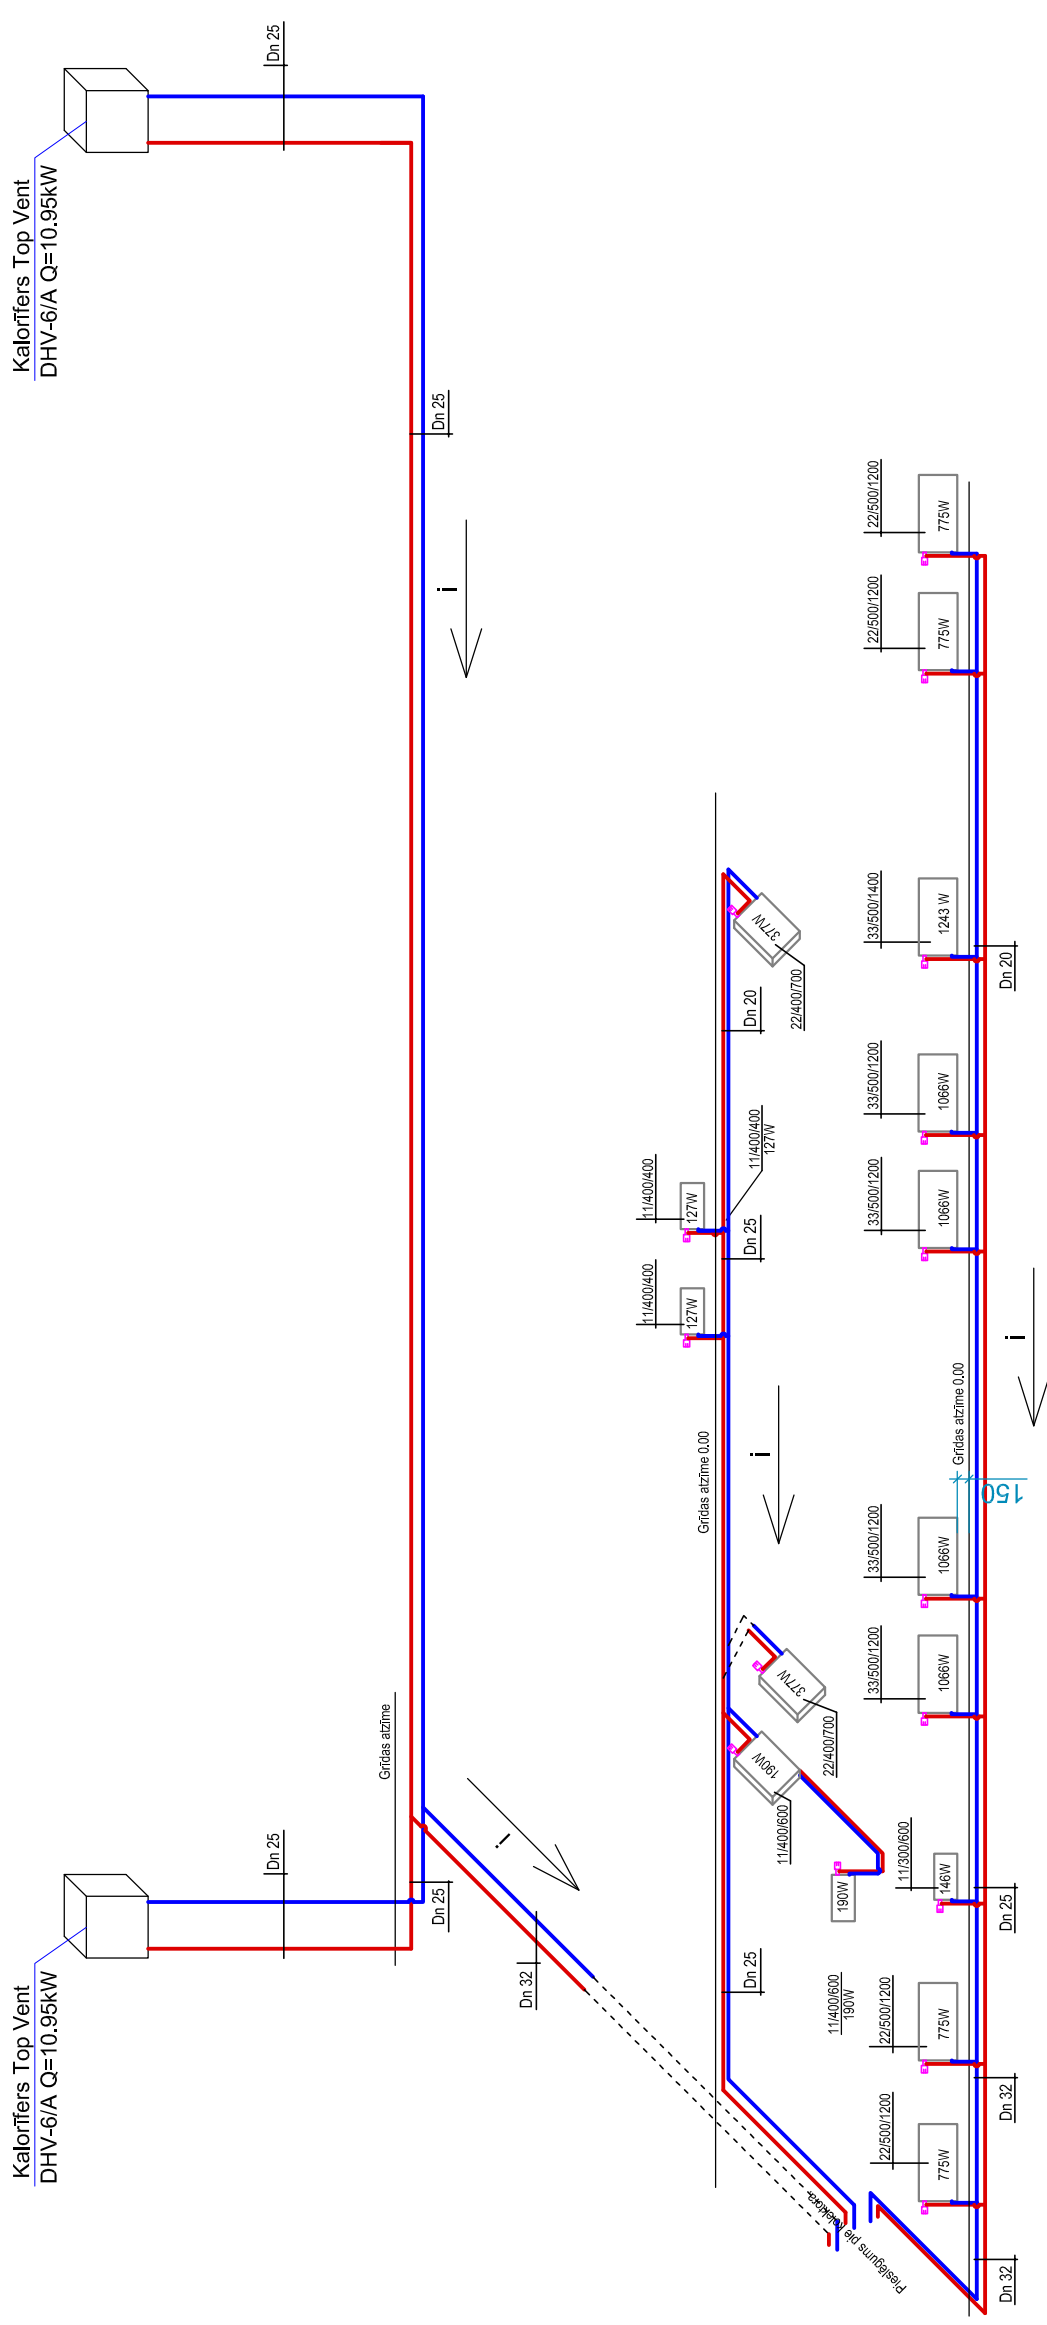 Kalorīfers Top Vent
DHV-6/A Q=10.95kW
Dn 25
Dn 25
i
Kalorīfers Top Vent
DHV-6/A Q=10.95kW
Dn 25
Grīdas atzīme
Dn 25
i
Dn 32
377W
22/400/700
Dn 20
11/400/400
127W
11/400/400
127W
Dn 25
11/400/400
127W
Grīdas atzīme 0.00
i
377W
22/400/700
190W
11/400/600
190W
11/400/600
190W
Dn 25
Pieslēgums pie kolektora
22/500/1200
775W
22/500/1200
775W
33/500/1400
1243 W
Dn 20
33/500/1200
1066W
33/500/1200
1066W
i
Grīdas atzīme 0.00
150
33/500/1200
1066W
33/500/1200
1066W
11/300/600
146W
Dn 25
22/500/1200
775W
Dn 32
22/500/1200
775W
Dn 32